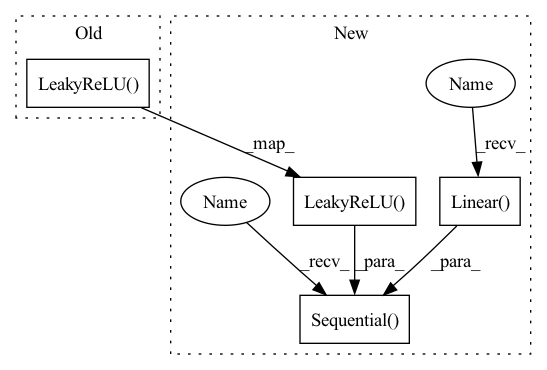 Old
New
LeakyReLU()
Name
_map_
_recv_
Name
LeakyReLU()
Linear()
_recv_
_para_
_para_
Sequential()